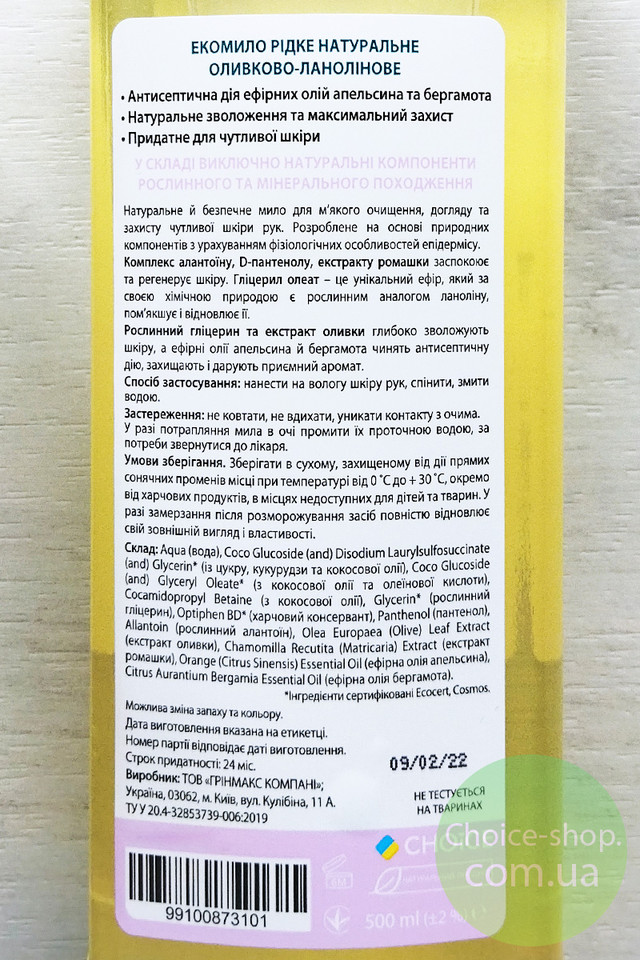 ЕКОМИЛО РІДКЕ НАТУРАЛЬНЕ
ОЛИВКОВО-ЛАНОЛІНОВЕ
• Антисептична дія ефірних олій апельсина та бергамота
• Натуральне зволоження та максимальний захист
• Придатне для чутливої шкіри
У СКЛАДІ ВИКЛЮЧНО НАТУРАЛЬНІ КОМПОНЕНТИ
РОСЛИННОГО ТА МІНЕРАЛЬНОГО ПОХОДЖЕННЯ
Натуральне й безпечне мило для м'якого очищення, догляду та
захисту чутливої шкіри рук. Розроблене на основі природних
компонентів з урахуванням фізіологічних особливостей епідермісу.
Комплекс алантоїну, D-пантенолу, екстракту ромашки заспокоює
та регенерує шкіру. Гліцерил олеат – це унікальний ефір, який за
своєю хімічною природою є рослинним аналогом ланоліну,
пом'якшує і відновлює її.
Рослинний гліцерин та екстракт оливки глибоко зволожують
шкіру, а ефірні олії апельсина й бергамота чинять антисептичну
дію, захищають і дарують приємний аромат.
Спосіб застосування: нанести на вологу шкіру рук, спінити, змити
водою.
Застереження: не ковтати, не вдихати, уникати контакту з очима.
У разі потрапляння мила в очі промити їх проточною водою, за
потреби звернутися до лікаря.
Умови зберігання. Зберігати в сухому, захищеному від дії прямих
сонячних променів місці при температурі від 0 ˚С до + 30 ˚С, окремо
від харчових продуктів, в місцях недоступних для дітей та тварин. У
разі замерзання після розморожування засіб повністю відновлює
свій зовнішній вигляд і властивості.
Склад: Aqua (вода), Coco Glucoside (and) Disodium Laurylsulfosuccinate
(and) Glycerin* (із цукру, кукурудзи та кокосової олії), Coco Glucoside
(and) Glyceryl Oleate* (з кокосової олії та олеїнової кислоти),
Cocamidopropyl Betaine (з кокосової олії), Glycerin* (рослинний
гліцерин), Optiphen BD* (харчовий консервант), Panthenol (пантенол),
Allantoin (рослинний алантоїн), Olea Europaea (Olive) Leaf Extract
(екстракт оливки), Chamomilla Recutita (Matricaria) Extract (екстракт
ромашки), Orange (Citrus Sinensis) Essential Oil (ефірна олія апельсина),
Citrus Aurantium Bergamia Essential Oil (ефірна олія бергамота).
*Інгредієнти сертифіковані Ecocert, Cosmos.
Можлива зміна запаху та кольору.
Дата виготовлення вказана на етикетці.
Номер партії відповідає даті виготовлення.
Строк придатності: 24 міс.
09/02/22
Виробник: ТОВ «ГРІНМАКС КОМПАНІ»;
Україна, 03062, м. Київ, вул. Кулібіна, 11 А.
ТУ У 20.4-32853739-006:2019
НЕ ТЕСТУЄТЬСЯ
НА ТВАРИНАХ
Choice-shop.
com.ua
99100873101
500 ml (±2 %)